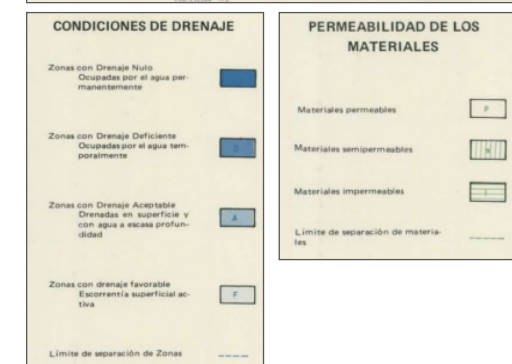 CONDICIONES DE DRENAJE
Zonas con Drenaje Nulo
Ocupadas por el agua per-
manentemente
Zonas con Drenaje Deficiente
Ocupadas por el agua tem-
poralmente
D
Zonas con Drenaje Aceptable
Drenadas en superficie y
con agua a escasa profun-
didad
A
Zonas con drenaje favorable
Escorrentía superficial ac-
tiva
F
Límite de separación de Zonas
PERMEABILIDAD DE LOS
MATERIALES
Materiales permeables
P
Materiales semipermeables
Materiales impermeables
I
Límite de separación de materia-
les